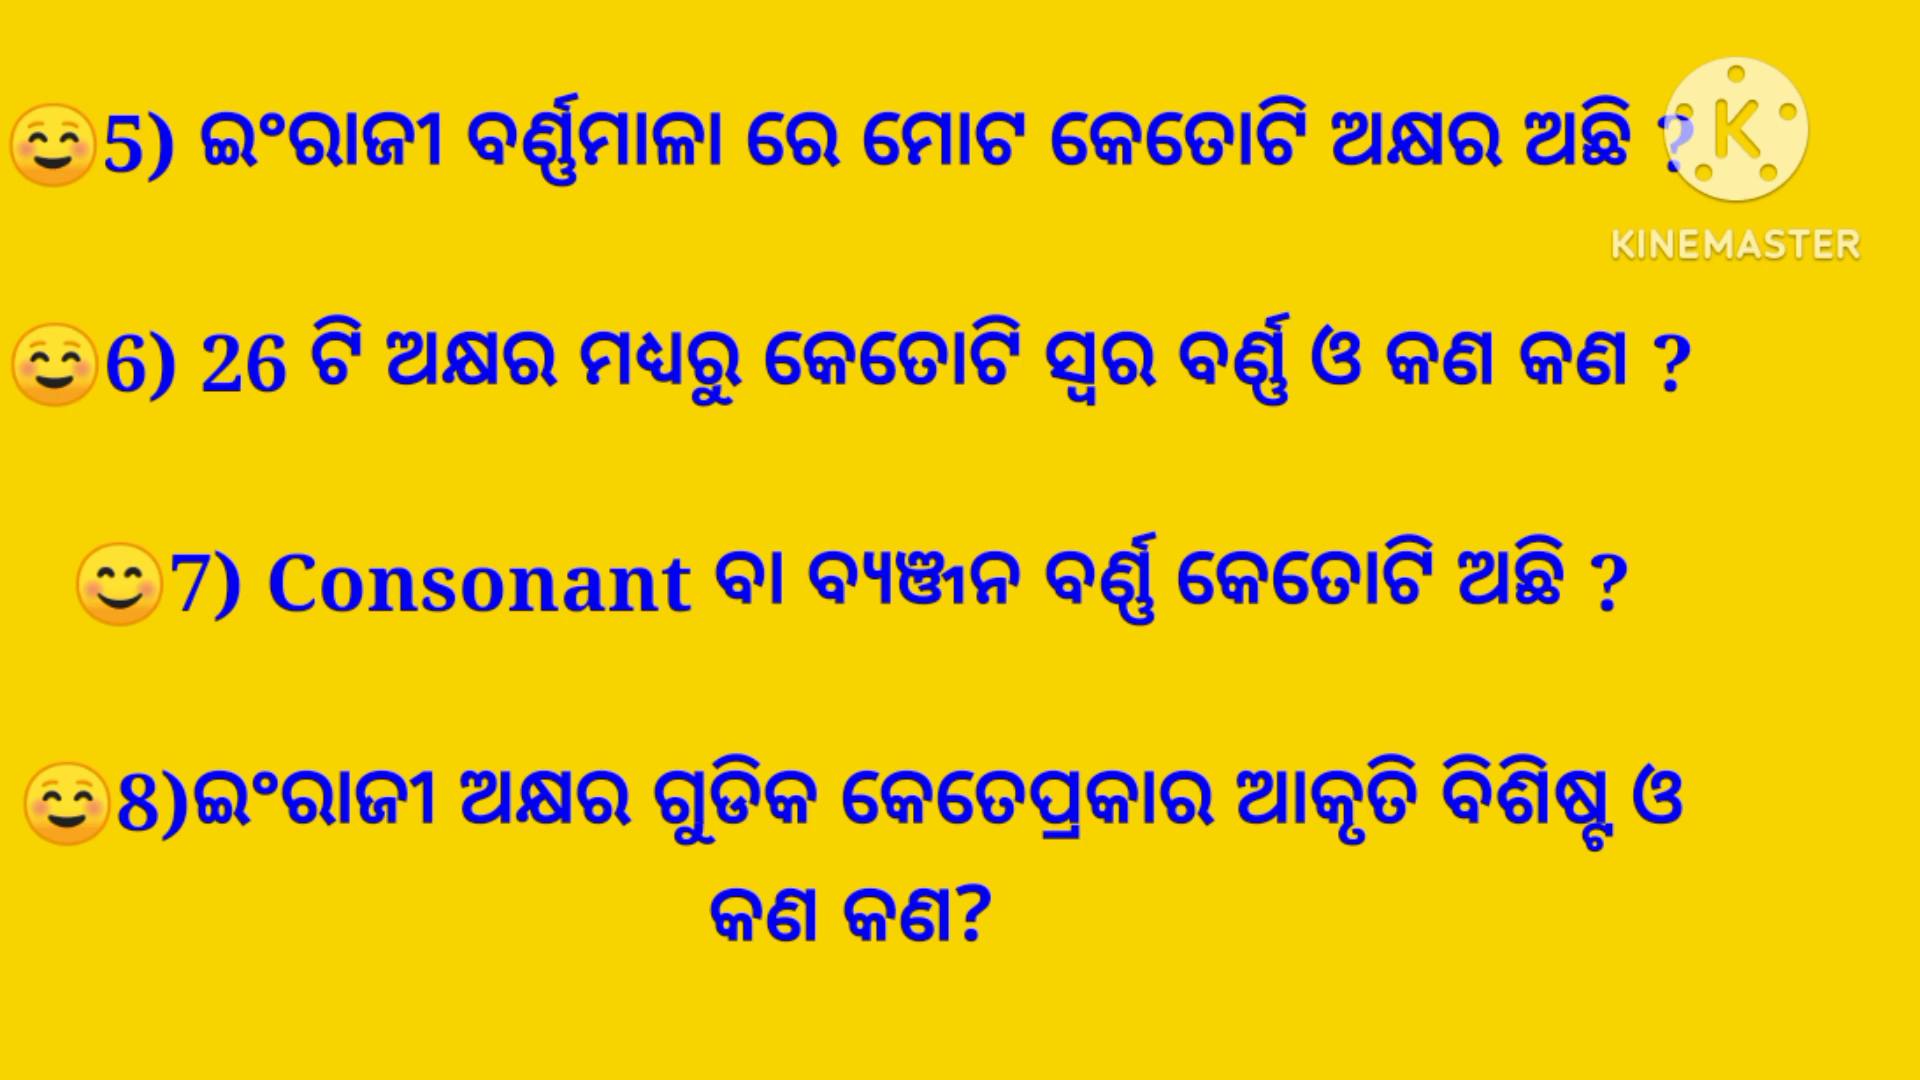 😊5) ଇଂରାଜୀ ବର୍ଣ୍ଣମାଳା ରେ ମୋଟ କେତୋଟି ଅକ୍ଷର ଅଛି ?
KINEMASTER
😊6) 26 ଟି ଅକ୍ଷର ମଧ୍ୟରୁ କେତୋଟି ସ୍ୱର ବର୍ଣ୍ଣ ଓ କଣ କଣ ?
😊7) Consonant ବା ବ୍ୟଞ୍ଜନ ବର୍ଣ୍ଣ କେତୋଟି ଅଛି ?
😊8)ଇଂରାଜୀ ଅକ୍ଷର ଗୁଡିକ କେତେପ୍ରକାର ଆକୃତି ବିଶିଷ୍ଟ ଓ
କଣ କଣ?